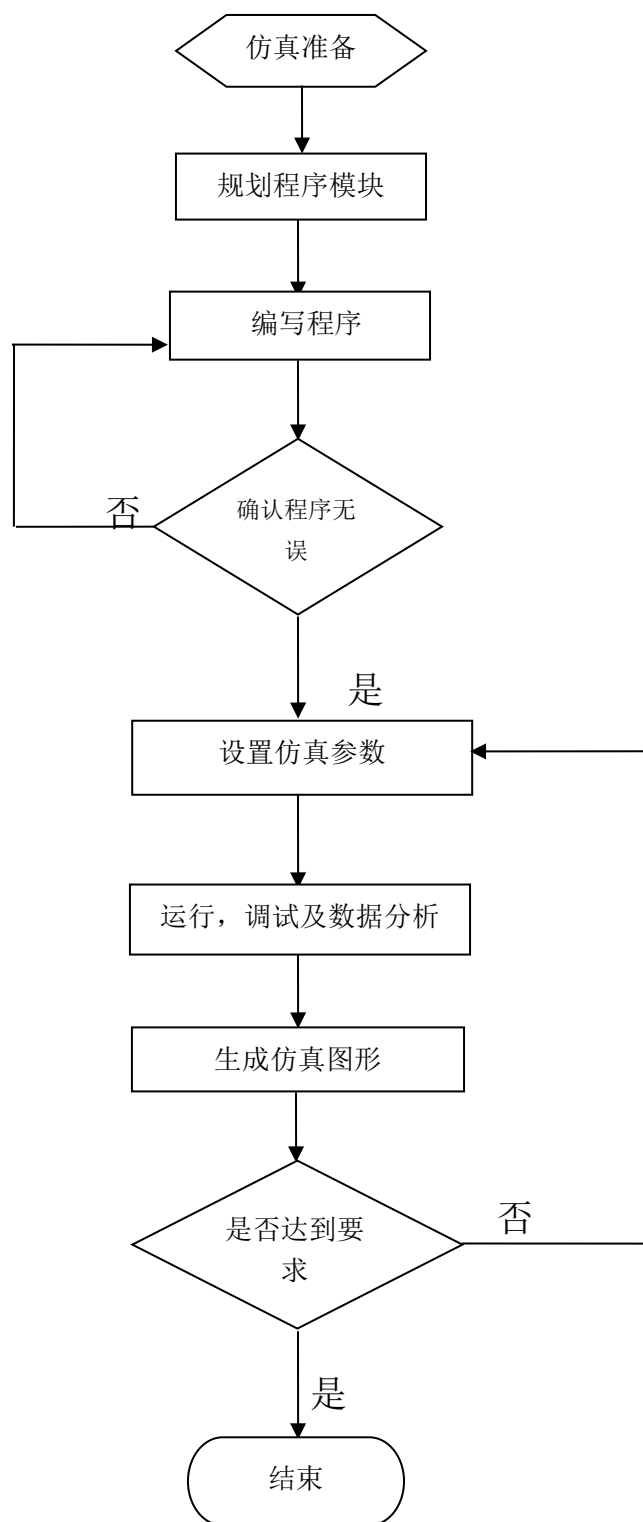 仿真准备
规划程序模块
编写程序
否
确认程序无
误
是
设置仿真参数
运行，调试及数据分析
生成仿真图形
是否达到要
求
否
是
结束